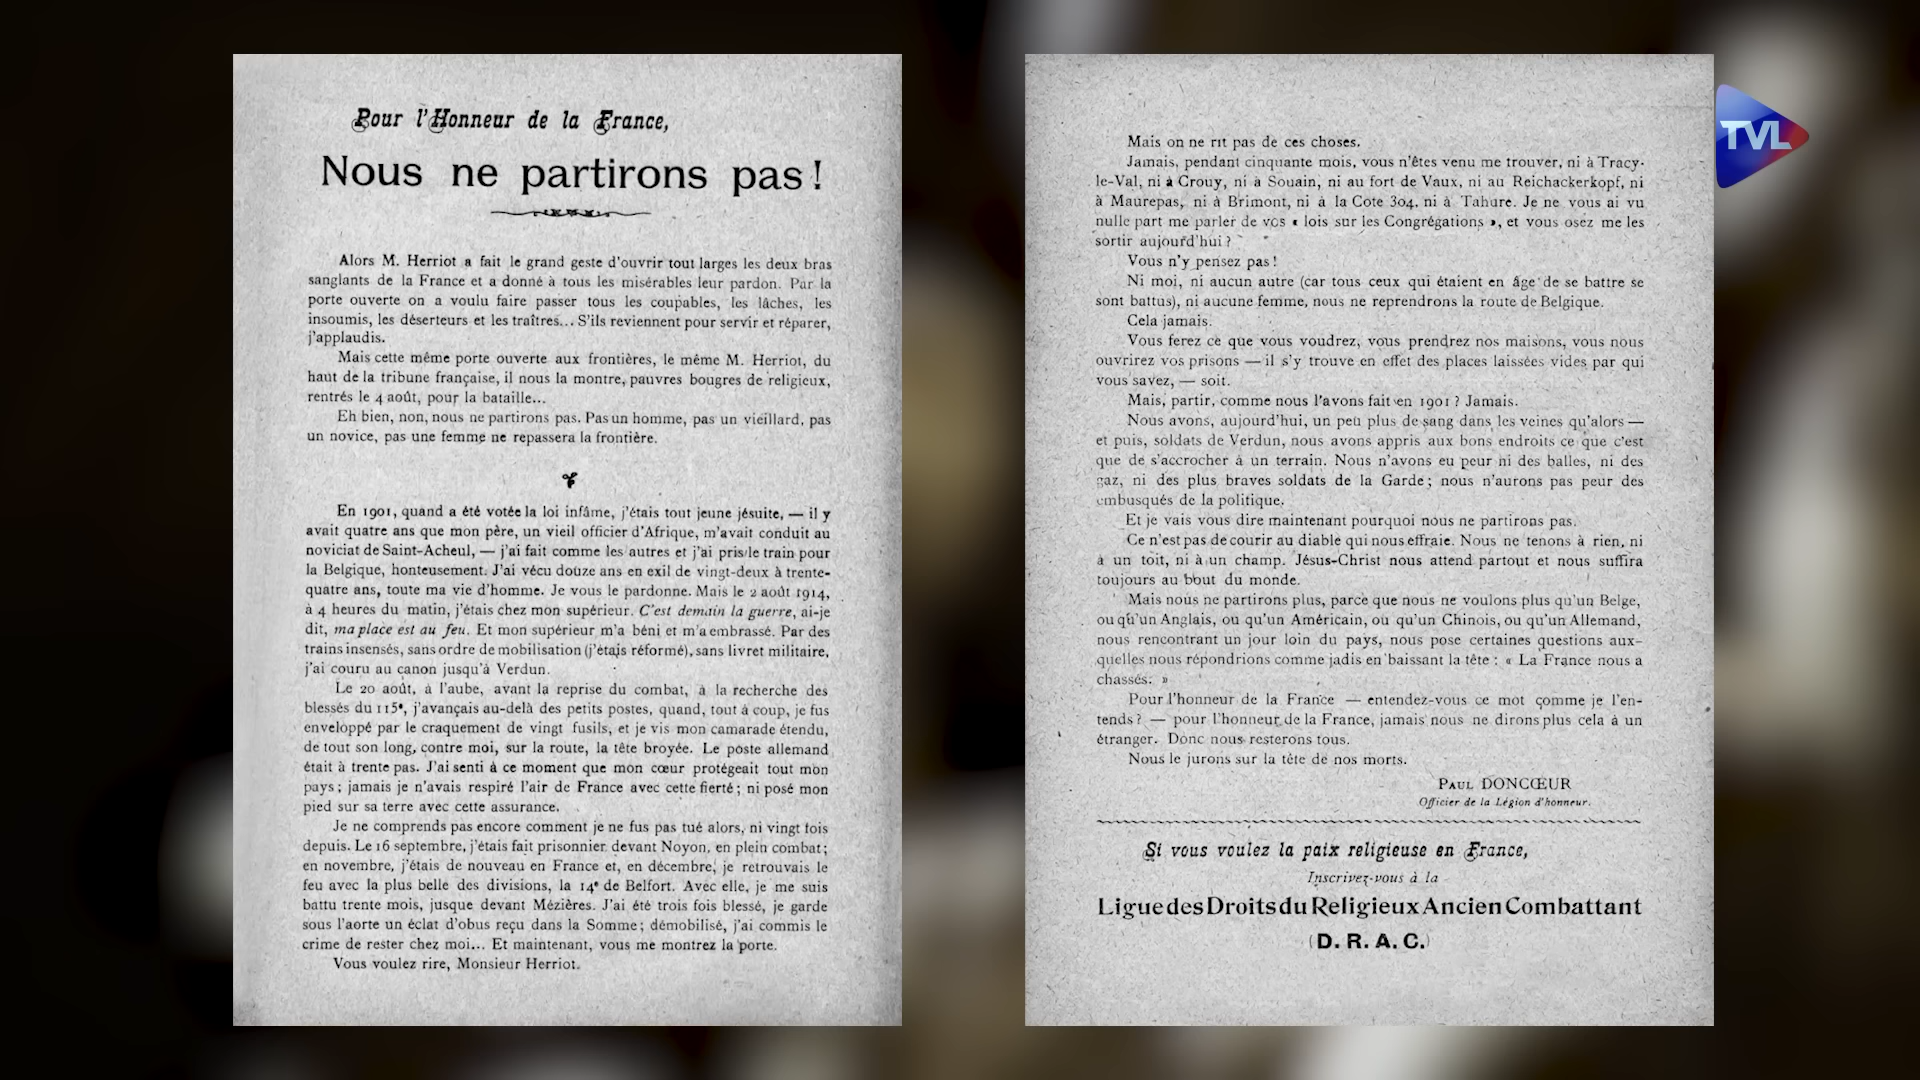 Pour l'Honneur de la France,
Nous ne partirons pas !
Alors M. Herriot a fait le grand geste d'ouvrir tout larges les deux bras
sanglants de la France et a donné à tous les misérables leur pardon. Par la
porte ouverte on a voulu faire passer tous les coupables, les lâches, les
insoumis, les déserteurs et les traîtres... S'ils reviennent pour servir et réparer,
j'applaudis.
Mais cette même porte ouverte aux frontières, le même M. Herriot, du
haut de la tribune française, il nous la montre, pauvres bougres de religieux,
rentrés le 4 août, pour la bataille...
Eh bien, non, nous ne partirons pas. Pas un homme, pas un vieillard, pas
un novice, pas une femme ne repassera la frontière.
En 1901, quand a été votée la loi infâme, j'étais tout jeune jésuite, — il y
avait quatre ans que mon père, un vieil officier d'Afrique, m'avait conduit au
noviciat de Saint-Acheul, — j'ai fait comme les autres et j'ai pris le train pour
la Belgique, honteusement. J'ai vécu douze ans en exil de vingt-deux à trente-
quatre ans, toute ma vie d'homme. Je vous le pardonne. Mais le 2 août 1914,
à 4 heures du matin, j'étais chez mon supérieur. C'est demain la guerre, ai-je
dit, ma place est au feu. Et mon supérieur m'a béni et m'a embrassé. Par des
trains insensés, sans ordre de mobilisation (j'étais réformé), sans livret militaire,
j'ai couru au canon jusqu'à Verdun.
Le 20 août, à l'aube, avant la reprise du combat, à la recherche des
blessés du 115e, j'avançais au-delà des petits postes, quand, tout à coup, je fus
enveloppé par le craquement de vingt fusils, et je vis mon camarade étendu,
de tout son long, contre moi, sur la route, la tête broyée. Le poste allemand
était à trente pas. J'ai senti à ce moment que mon cœur protégeait tout mon
pays ; jamais je n'avais respiré l'air de France avec cette fierté ; ni posé mon
pied sur sa terre avec cette assurance.
Je ne comprends pas encore comment je ne fus pas tué alors, ni vingt fois
depuis. Le 16 septembre, j'étais fait prisonnier devant Noyon, en plein combat ;
en novembre, j'étais de nouveau en France et, en décembre, je retrouvais le
feu avec la plus belle des divisions, la 14e de Belfort. Avec elle, je me suis
battu trente mois, jusque devant Mézières. J'ai été trois fois blessé, je garde
sous l'aorte un éclat d'obus reçu dans la Somme ; démobilisé, j'ai commis le
crime de rester chez moi... Et maintenant, vous me montrez la porte.
Vous voulez rire, Monsieur Herriot.
Mais on ne rit pas de ces choses.
Jamais, pendant cinquante mois, vous n'êtes venu me trouver, ni à Tracy-
le-Val, ni à Crouy, ni à Souain, ni au fort de Vaux, ni au Reichackerkopf, ni
à Maurepas, ni à Brimont, ni à la Cote 304, ni à Tahure. Je ne vous ai vu
nulle part me parler de vos « lois sur les Congrégations », et vous osez me les
sortir aujourd'hui ?
Vous n'y pensez pas !
Ni moi, ni aucun autre (car tous ceux qui étaient en âge de se battre se
sont battus), ni aucune femme, nous ne reprendrons la route de Belgique.
Cela jamais.
Vous ferez ce que vous voudrez, vous prendrez nos maisons, vous nous
ouvrirez vos prisons — il s'y trouve en effet des places laissées vides par qui
vous savez, — soit.
Mais, partir, comme nous l'avons fait en 1901 ? Jamais.
Nous avons, aujourd'hui, un peu plus de sang dans les veines qu'alors —
et puis, soldats de Verdun, nous avons appris aux bons endroits ce que c'est
que de s'accrocher à un terrain. Nous n'avons eu peur ni des balles, ni des
gaz, ni des plus braves soldats de la Garde ; nous n'aurons pas peur des
embusqués de la politique.
Et je vais vous dire maintenant pourquoi nous ne partirons pas.
Ce n'est pas de courir au diable qui nous effraie. Nous ne tenons à rien, ni
à un toit, ni à un champ. Jésus-Christ nous attend partout et nous suffira
toujours au bout du monde.
Mais nous ne partirons plus, parce que nous ne voulons plus qu'un Belge,
ou qu'un Anglais, ou qu'un Américain, ou qu'un Chinois, ou qu'un Allemand,
nous rencontrant un jour loin du pays, nous pose certaines questions aux-
quelles nous répondrions comme jadis en baissant la tête : « La France nous a
chassés. »
Pour l'honneur de la France — entendez-vous ce mot comme je l'en-
tends ? — pour l'honneur de la France, jamais nous ne dirons plus cela à un
étranger. Donc nous resterons tous.
Nous le jurons sur la tête de nos morts.
PAUL DONCŒUR
Officier de la Légion d'honneur.
Si vous voulez la paix religieuse en France,
Inscrivez-vous à la
Ligue des Droits du Religieux Ancien Combattant
(D. R. A. C.)
TVL